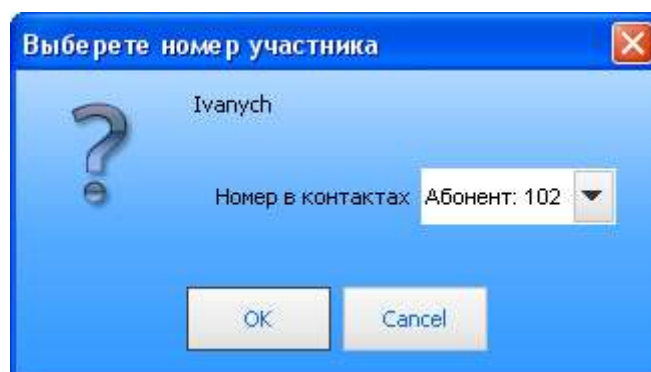 Выберете номер участника
Ivanych
Номер в контактах Абонент: 102
OK Cancel